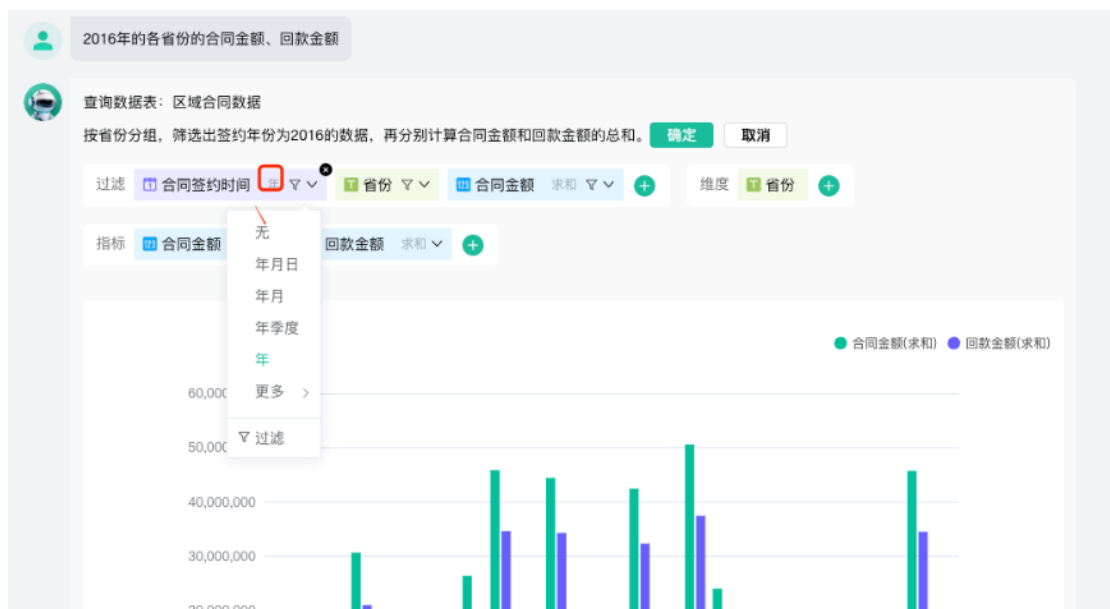 2016年的各省份的合同金额、回款金额
查询数据表：区域合同数据
按省份分组，筛选出签约年份为2016的数据，再分别计算合同金额和回款金额的总和。 确定 取消
过滤 合同签约时间 年 省份 合同金额 求和 维度 省份
指标 合同金额 回款金额 求和
无
年月日
年月
年季度
年
更多
过滤
合同金额(求和) 回款金额(求和)
60,000
50,000
40,000,000
30,000,000
20,000,000